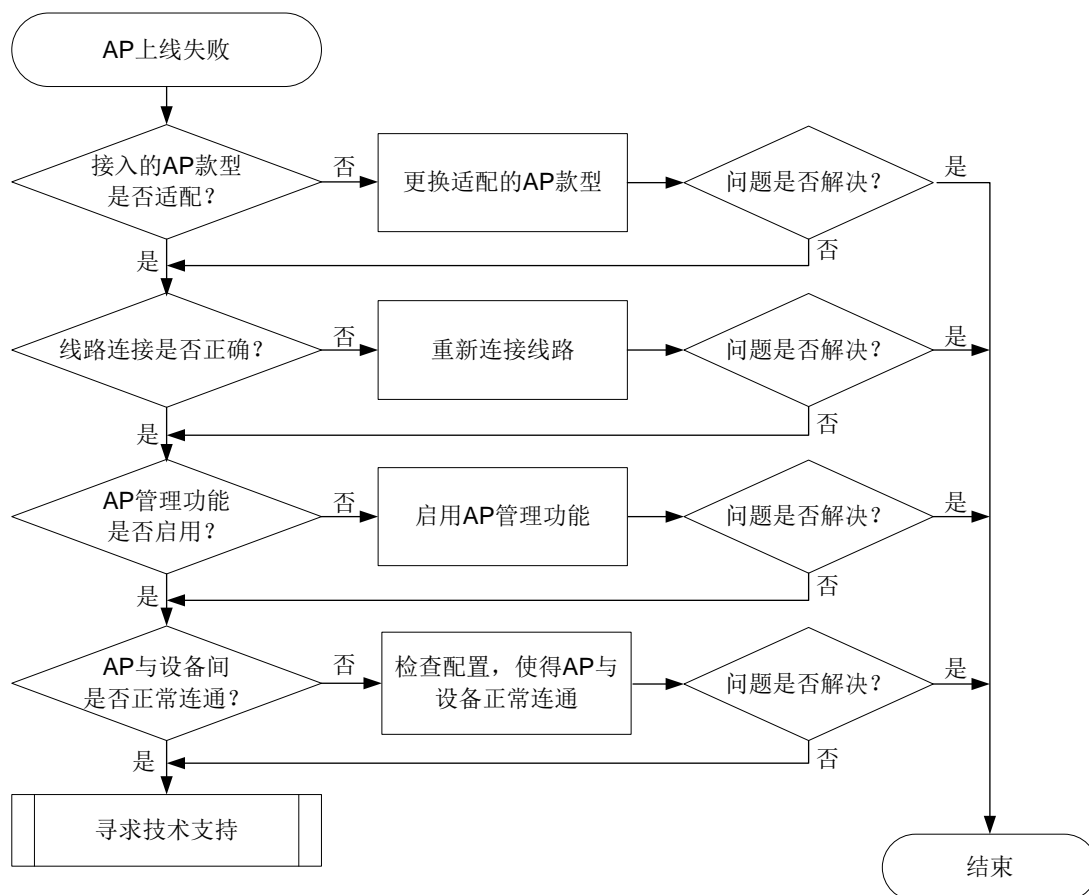 AP上线失败
接入的AP款型
是否适配？
否
更换适配的AP款型
问题是否解决？
是
是
否
线路连接是否正确？
否
重新连接线路
问题是否解决？
是
是
否
AP管理功能
是否启用？
否
启用AP管理功能
问题是否解决？
是
是
否
AP与设备间
是否正常连通？
否
检查配置，使得AP与
设备正常连通
问题是否解决？
是
是
否
寻求技术支持
结束